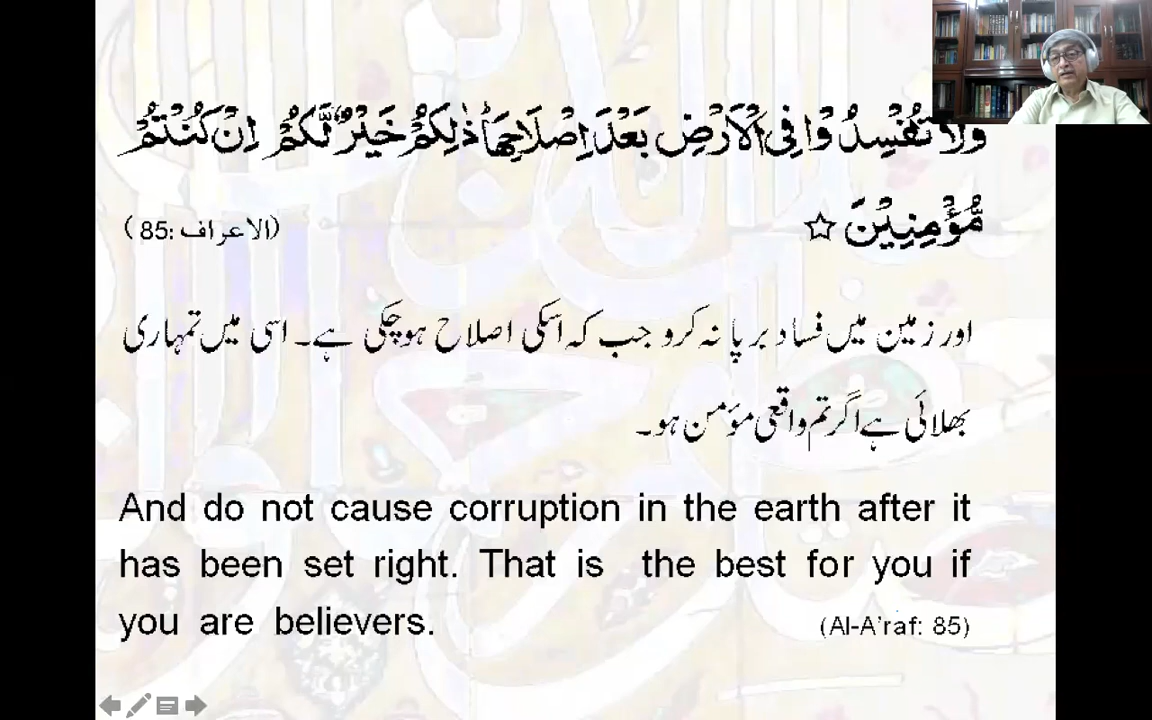 وَلَا تُفْسِدُوْا فِى الْاَرْضِ بَعْدَ اِصْلَاحِهَا ؕ ذٰلِكُمْ خَيْرٌ لَّكُمْ اِنْ كُنْتُمْ
مُّؤْمِنِيْنَ ☆
(الاعراف: 85)
اور زمین میں فساد برپا نہ کرو جب کہ اسکی اصلاح ہوچکی ہے۔ اسی میں تمہاری
بھلائی ہے اگر تم واقعی مؤمن ہو۔
And do not cause corruption in the earth after it
has been set right. That is the best for you if
you are believers.
(Al-A'raf: 85)